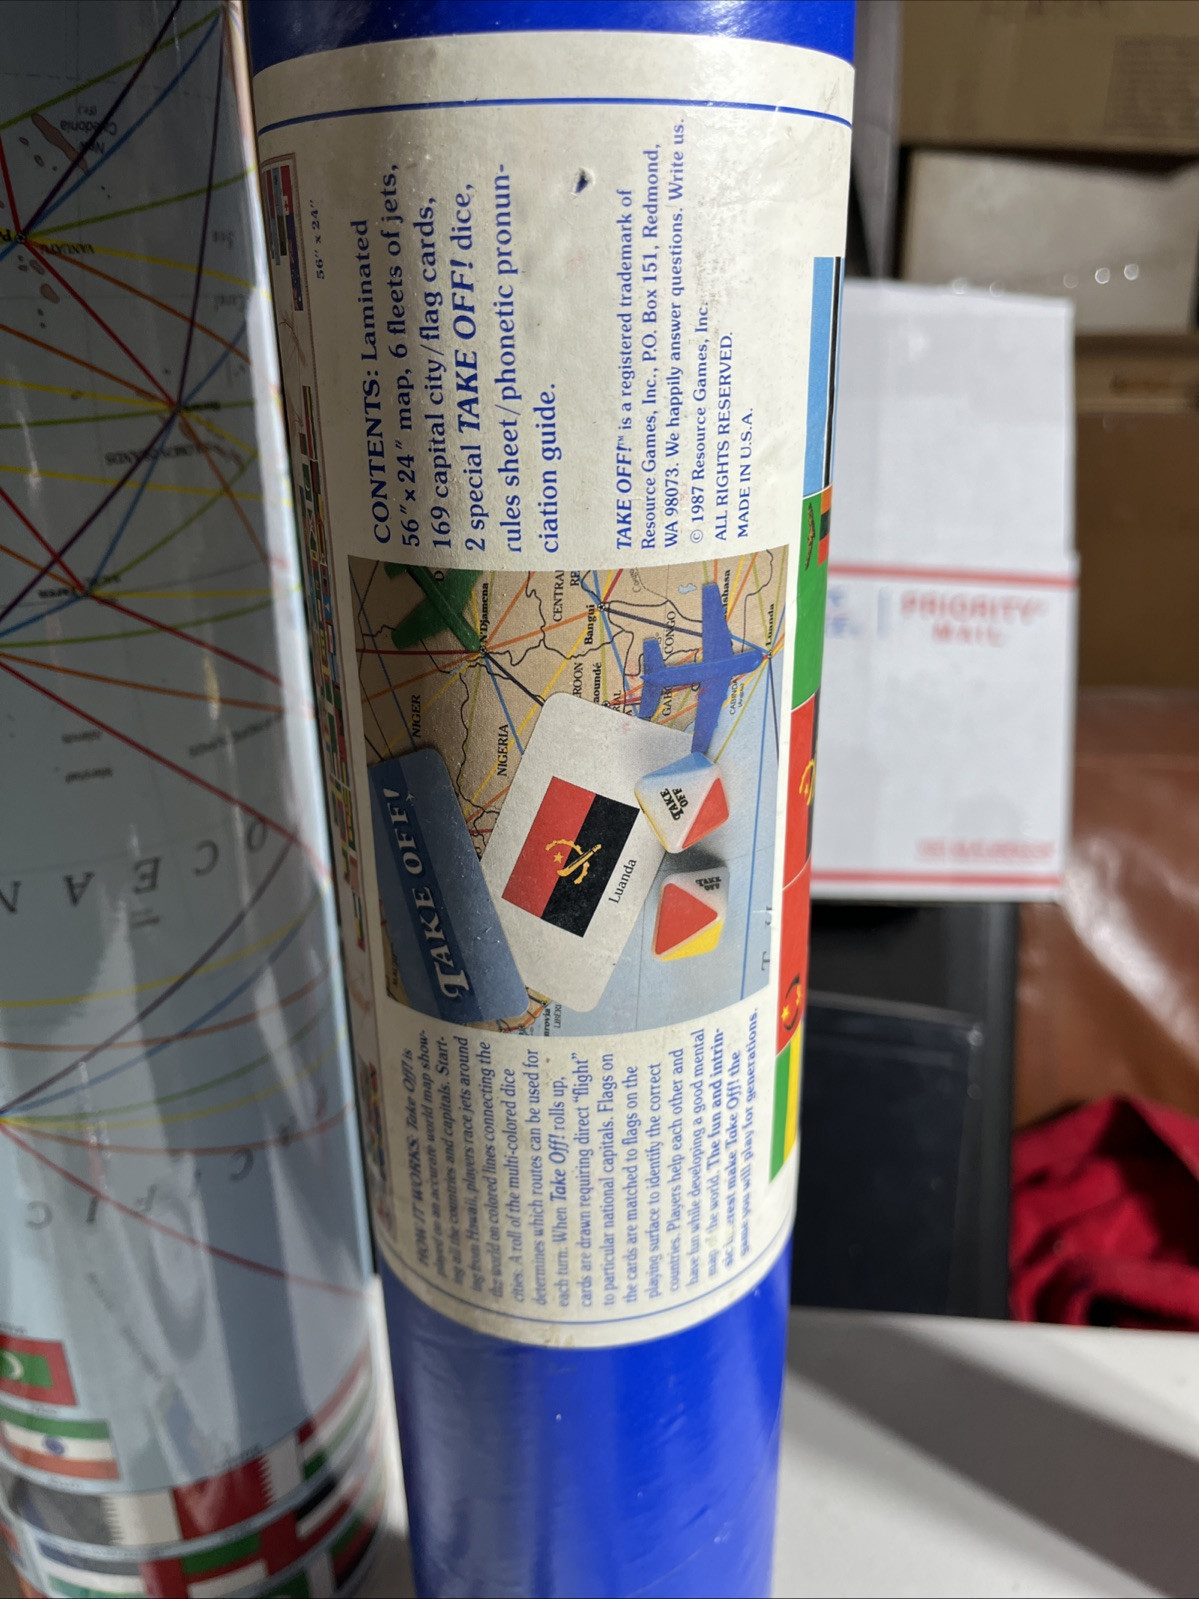 HOW IT WORKS: Take Off! is
played on an accurate world map show-
ing all the countries and capitals. Start-
ing from Hawaii, players race jets around
the world on colored lines connecting the
cities. A roll of the multi-colored dice
determines which routes can be used for
each turn. When Take Off! rolls up,
cards are drawn requiring direct "flight"
to particular national capitals. Flags on
the cards are matched to flags on the
playing surface to identify the correct
countries. Players help each other and
have fun while developing a good mental
map of the world. The fun and intrin-
sic interest make Take Off! the
game you will play for generations.
TAKE OFF!
NIGER
NIGERIA
N'Djamena
CENTRA
Bangui
CONGO
Luanda
CABINDA
Luanda
TAKE
OFF
TAKE
OFF
CONTENTS: Laminated
56" x 24" map, 6 fleets of jets,
169 capital city/flag cards,
2 special TAKE OFF! dice,
rules sheet/phonetic pronun-
ciation guide.
TAKE OFF!™ is a registered trademark of
Resource Games, Inc., P.O. Box 151, Redmond,
WA 98073. We happily answer questions. Write us.
© 1987 Resource Games, Inc.
ALL RIGHTS RESERVED.
MADE IN U.S.A.
56" x 24"
New
Caledonia
(Fr.)
VANUATU
OCEAN
PRIORITY
MAIL